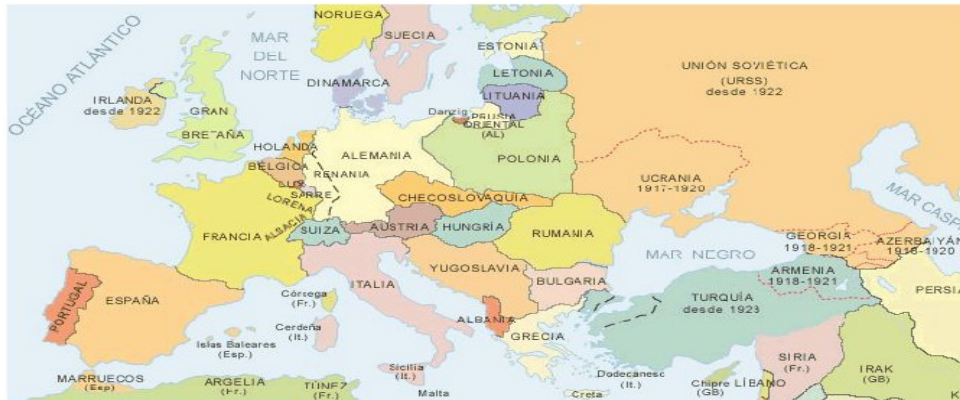 OCÉANO ATLÁNTICO
MAR
DEL
NORTE
NORUEGA
SUECIA
ESTONIA
LETONIA
LITUANIA
DINAMARCA
IRLANDA
desde 1922
GRAN
BRETAÑA
Danzig
PRUSIA
ORIENTAL
(AL)
UNIÓN SOVIÉTICA
(URSS)
desde 1922
HOLANDA
BÉLGICA
LUX
SARRE
RENANIA
ALEMANIA
POLONIA
UCRANIA
1917-1920
LORENA
ALSACIA
CHECOSLOVAQUIA
FRANCIA
SUIZA
AUSTRIA
HUNGRÍA
RUMANIA
MAR NEGRO
MAR CASP
GEORGIA
1918-1921
AZERBAIYÁN
1918-1920
ARMENIA
1918-1921
PERSIA
PORTUGAL
ESPAÑA
ITALIA
YUGOSLAVIA
BULGARIA
ALBANIA
GRECIA
TURQUÍA
desde 1923
Córcega
(Fr.)
Cerdeña
(It.)
Islas Baleares
(Esp.)
Sicilia
(It.)
Malta
Creta
Dodecaneso
(It.)
Chipre
(GB)
LÍBANO
SIRIA
(Fr.)
IRAK
(GB)
MARRUECOS
(Esp)
ARGELIA
(Fr.)
TÚNEZ
(Fr.)
K